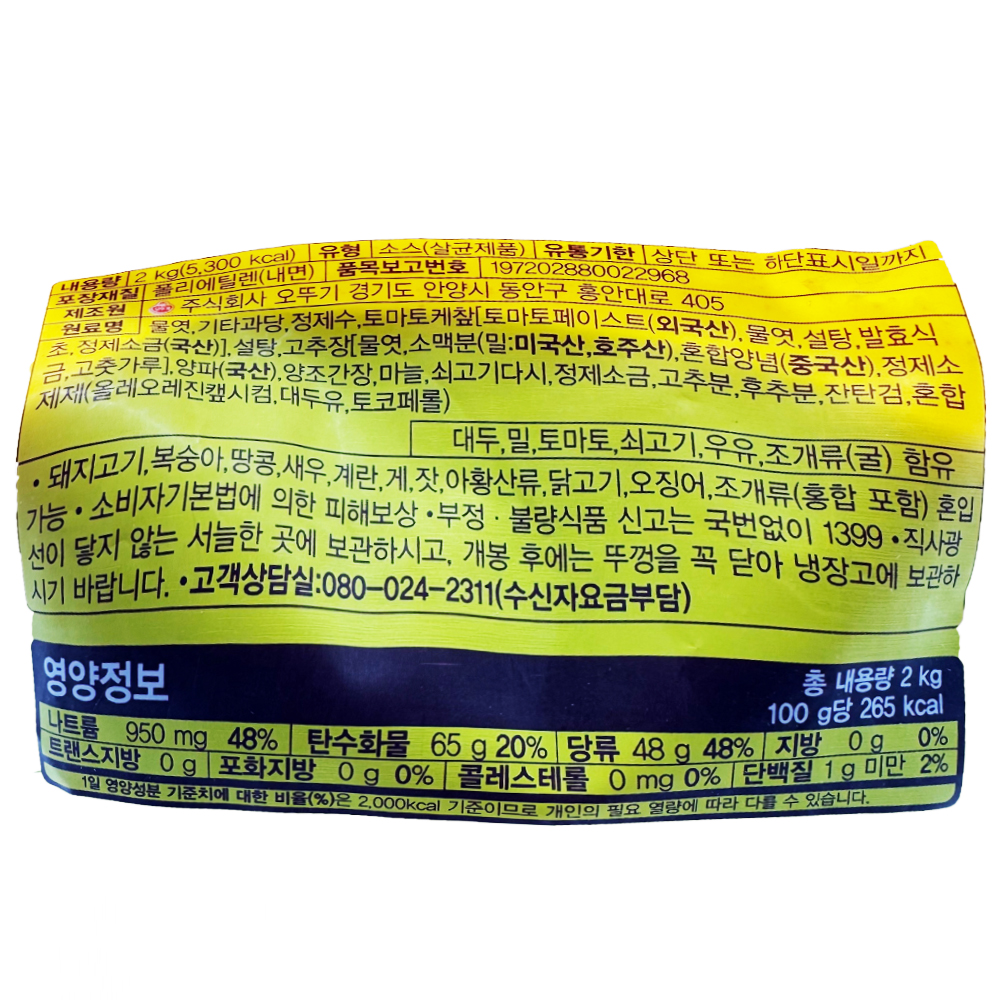 내용량 2 kg(5,300 kcal) 유형 소스(살균제품) 유통기한 상단 또는 하단표시일까지
포장재질 폴리에틸렌(내면) 품목보고번호 197202880022968
제조원 주식회사 오뚜기 경기도 안양시 동안구 흥안대로 405
원료명 물엿,기타과당,정제수,토마토케챂[토마토페이스트(외국산),물엿,설탕,발효식
초,정제소금(국산)],설탕,고추장[물엿,소맥분(밀:미국산,호주산),혼합양념(중국산),정제소
금,고춧가루],양파(국산),양조간장,마늘,쇠고기다시,정제소금,고추분,후추분,잔탄검,혼합
제제(올레오레진캪시컴,대두유,토코페롤)
대두,밀,토마토,쇠고기,우유,조개류(굴) 함유
• 돼지고기,복숭아,땅콩,새우,계란,게,잣,아황산류,닭고기,오징어,조개류(홍합 포함) 혼입
가능 • 소비자기본법에 의한 피해보상 • 부정 · 불량식품 신고는 국번없이 1399 • 직사광
선이 닿지 않는 서늘한 곳에 보관하시고, 개봉 후에는 뚜껑을 꼭 닫아 냉장고에 보관하
시기 바랍니다. • 고객상담실:080-024-2311(수신자요금부담)
영양정보 총 내용량 2 kg
100 g당 265 kcal
나트륨 950 mg 48% 탄수화물 65 g 20% 당류 48 g 48% 지방 0 g 0%
트랜스지방 0 g 포화지방 0 g 0% 콜레스테롤 0 mg 0% 단백질 1 g 미만 2%
1일 영양성분 기준치에 대한 비율(%)은 2,000kcal 기준이므로 개인의 필요 열량에 따라 다를 수 있습니다.